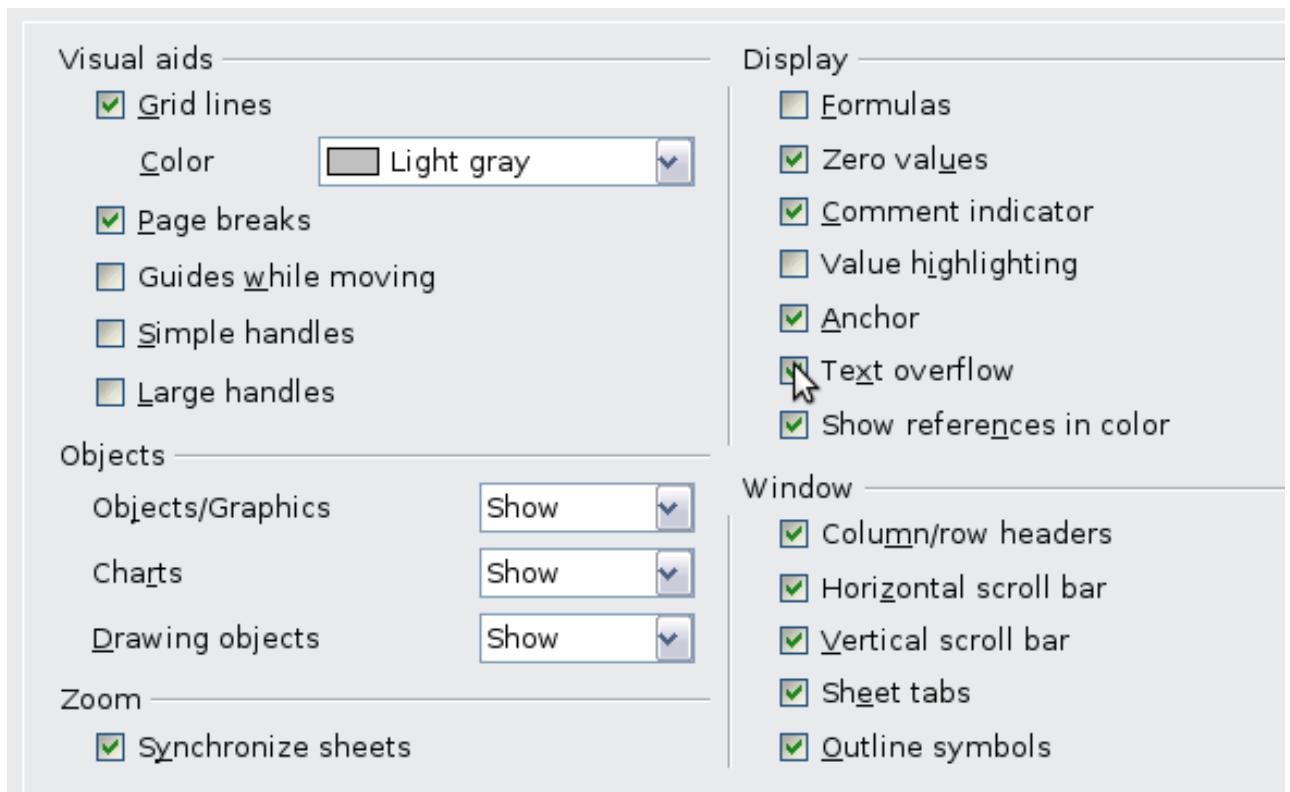 Visual aids
Grid lines
Color Light gray
Page breaks
Guides while moving
Simple handles
Large handles
Objects
Objects/Graphics Show
Charts Show
Drawing objects Show
Zoom
Synchronize sheets
Display
Formulas
Zero values
Comment indicator
Value highlighting
Anchor
Text overflow
Show references in color
Window
Column/row headers
Horizontal scroll bar
Vertical scroll bar
Sheet tabs
Outline symbols